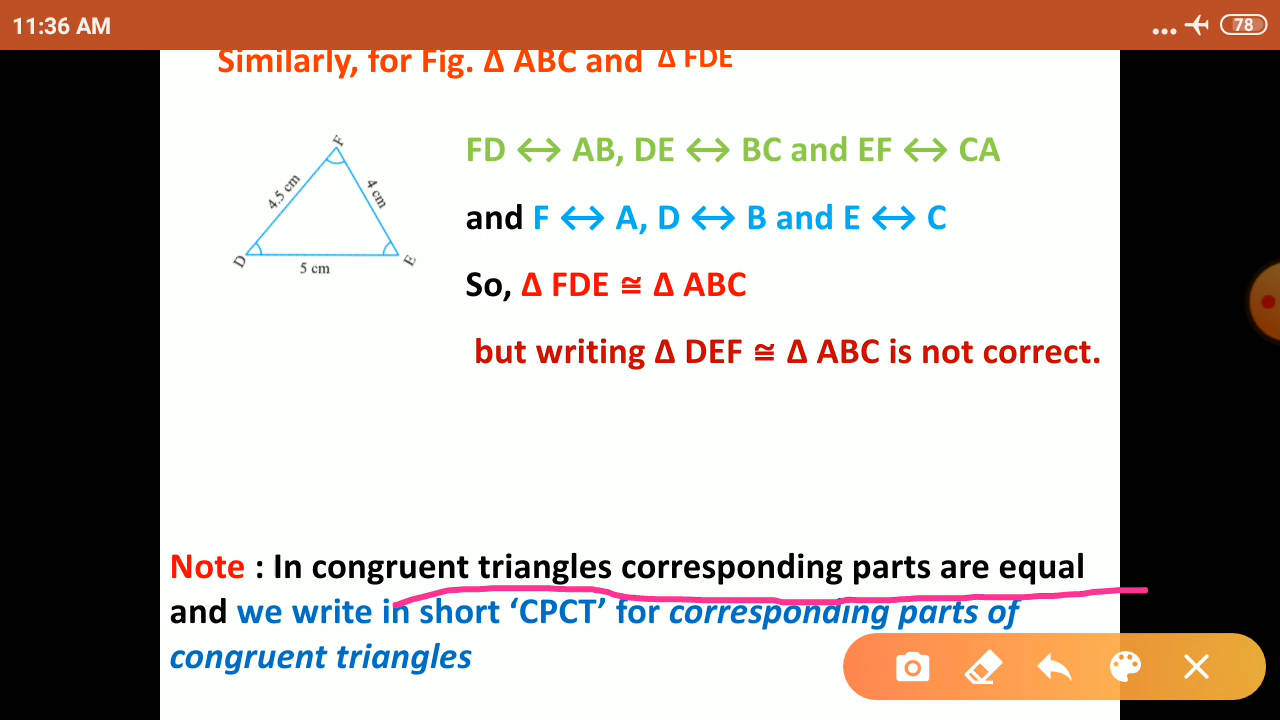 11:36 AM
78
Similarly, for Fig. Δ ABC and Δ FDE
F
4.5 cm
4 cm
D
E
5 cm
FD ↔ AB, DE ↔ BC and EF ↔ CA
and F ↔ A, D ↔ B and E ↔ C
So, Δ FDE ≅ Δ ABC
but writing Δ DEF ≅ Δ ABC is not correct.
Note : In congruent triangles corresponding parts are equal
and we write in short ‘CPCT’ for corresponding parts of
congruent triangles